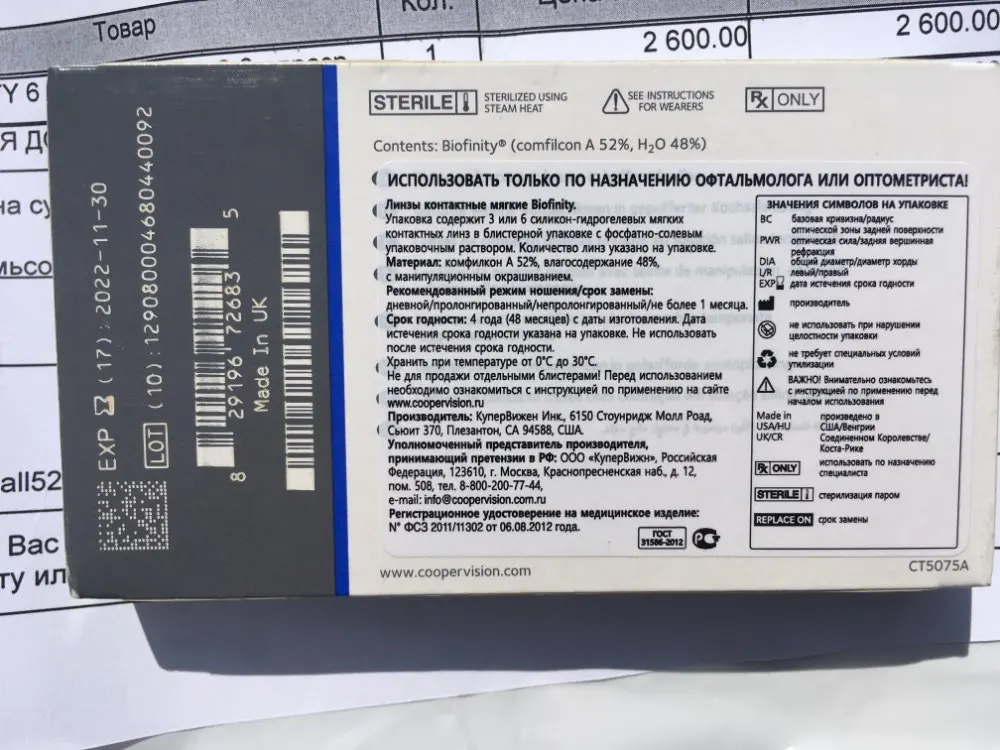 Товар
Кол.
1
2 600.00
2 600.00
TY 6
all52
Вас
EXP (17): 2022-11-30
LOT (10): 12908000046804 40092
8 29196 72683 5
Made In UK
STERILE STERILIZED USING
STEAM HEAT
SEE INSTRUCTIONS
FOR WEARERS
Rx ONLY
Contents: Biofinity® (comfilcon A 52%, H₂O 48%)
ИСПОЛЬЗОВАТЬ ТОЛЬКО ПО НАЗНАЧЕНИЮ ОФТАЛЬМОЛОГА ИЛИ ОПТОМЕТРИСТА!
Линзы контактные мягкие Biofinity.
Упаковка содержит 3 или 6 силикон-гидрогелевых мягких
контактных линз в блистерной упаковке с фосфатно-солевым
упаковочным раствором. Количество линз указано на упаковке.
Материал: комфилкон А 52%, влагосодержание 48%,
с манипуляционным окрашиванием.
Рекомендованный режим ношения/срок замены:
дневной/пролонгированный/непролонгированный/не более 1 месяца.
Срок годности: 4 года (48 месяцев) с даты изготовления. Дата
истечения срока годности указана на упаковке. Не использовать
после истечения срока годности.
Хранить при температуре от 0°С до 30°С.
Не для продажи отдельными блистерами! Перед использованием
необходимо ознакомиться с инструкцией по применению на сайте
www.coopervision.ru
Производитель: КуперВижен Инк., 6150 Стоунридж Молл Роад,
Сьюит 370, Плезантон, СА 94588, США.
Уполномоченный представитель производителя,
принимающий претензии в РФ: ООО «КуперВижн», Российская
Федерация, 123610, г. Москва, Краснопресненская наб., д. 12,
пом. 508, тел. 8-800-200-77-44,
e-mail: info@coopervision.com.ru
Регистрационное удостоверение на медицинское изделие:
N° ФСЗ 2011/11302 от 06.08.2012 года.
ГОСТ
31586-2012
ЗНАЧЕНИЯ СИМВОЛОВ НА УПАКОВКЕ
BC базовая кривизна/радиус
оптической зоны задней поверхности
PWR оптическая сила/задняя вершинная
рефракция
DIA общий диаметр/диаметр хорды
L/R левый/правый
EXP дата истечения срока годности
производитель
не использовать при нарушении
целостности упаковки
не требует специальных условий
утилизации
ВАЖНО! Внимательно ознакомьтесь
с инструкцией по применению перед
началом использования
Made in произведено в
USA/HU США/Венгрии
UK/CR Соединенном Королевстве/
Коста-Рике
Rx ONLY использовать по назначению
специалиста
STERILE стерилизация паром
REPLACE ON срок замены
www.coopervision.com
CT5075A